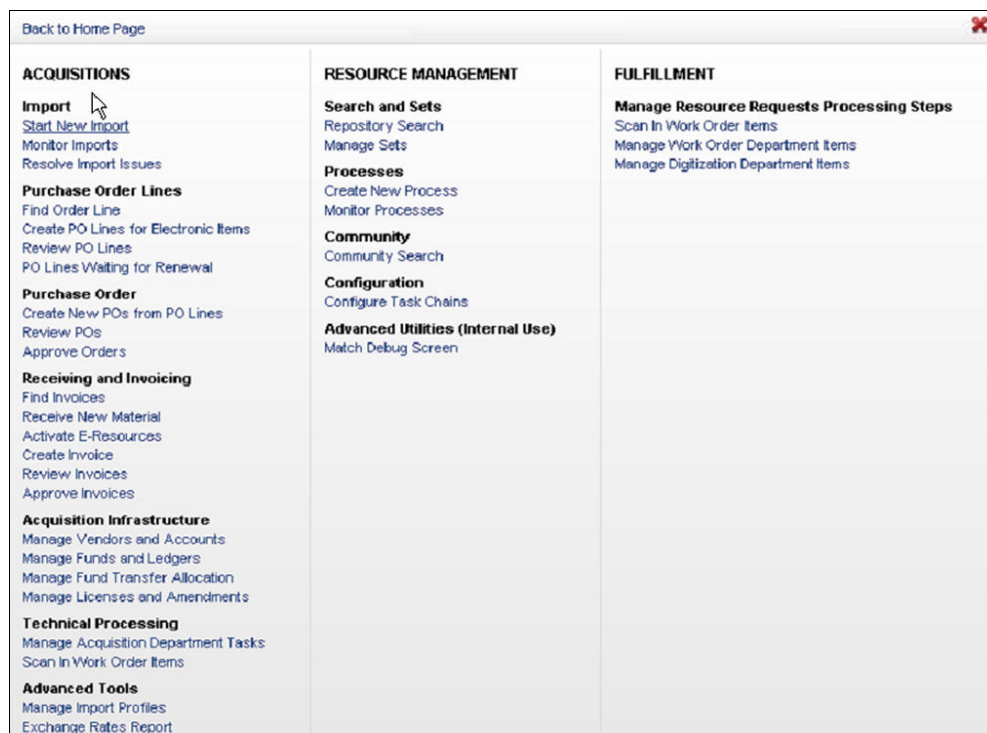 Back to Home Page
ACQUISITIONS
Import
Start New Import
Monitor Imports
Resolve Import Issues
Purchase Order Lines
Find Order Line
Create PO Lines for Electronic Items
Review PO Lines
PO Lines Waiting for Renewal
Purchase Order
Create New POs from PO Lines
Review POs
Approve Orders
Receiving and Invoicing
Find Invoices
Receive New Material
Activate E-Resources
Create Invoice
Review Invoices
Approve Invoices
Acquisition Infrastructure
Manage Vendors and Accounts
Manage Funds and Ledgers
Manage Fund Transfer Allocation
Manage Licenses and Amendments
Technical Processing
Manage Acquisition Department Tasks
Scan In Work Order Items
Advanced Tools
Manage Import Profiles
Exchange Rates Report
RESOURCE MANAGEMENT
Search and Sets
Repository Search
Manage Sets
Processes
Create New Process
Monitor Processes
Community
Community Search
Configuration
Configure Task Chains
Advanced Utilities (Internal Use)
Match Debug Screen
FULFILLMENT
Manage Resource Requests Processing Steps
Scan In Work Order Items
Manage Work Order Department Items
Manage Digitization Department Items